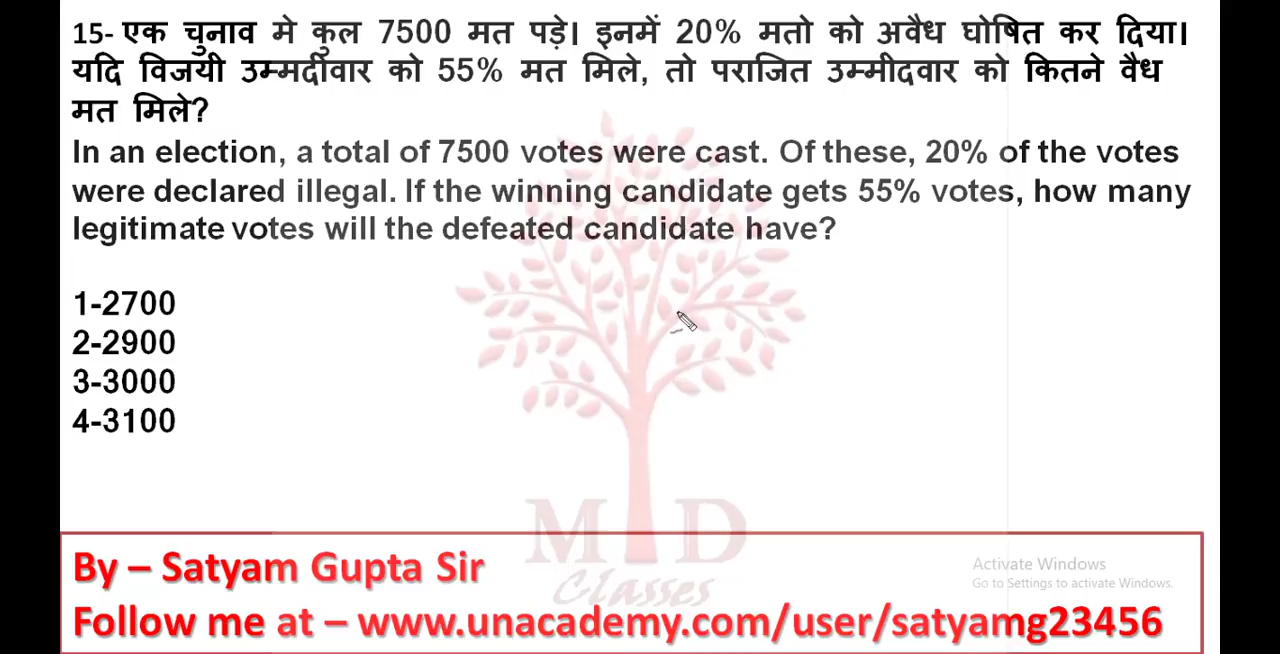 15- एक चुनाव मे कुल 7500 मत पड़े। इनमें 20% मतो को अवैध घोषित कर दिया।
यदि विजयी उम्मर्दीवार को 55% मत मिले, तो पराजित उम्मीदवार को कितने वैध
मत मिले?
In an election, a total of 7500 votes were cast. Of these, 20% of the votes
were declared illegal. If the winning candidate gets 55% votes, how many
legitimate votes will the defeated candidate have?
1-2700
2-2900
3-3000
4-3100
M D
Classes
By – Satyam Gupta Sir
Follow me at – www.unacademy.com/user/satyamg23456
Activate Windows
Go to Settings to activate Windows.